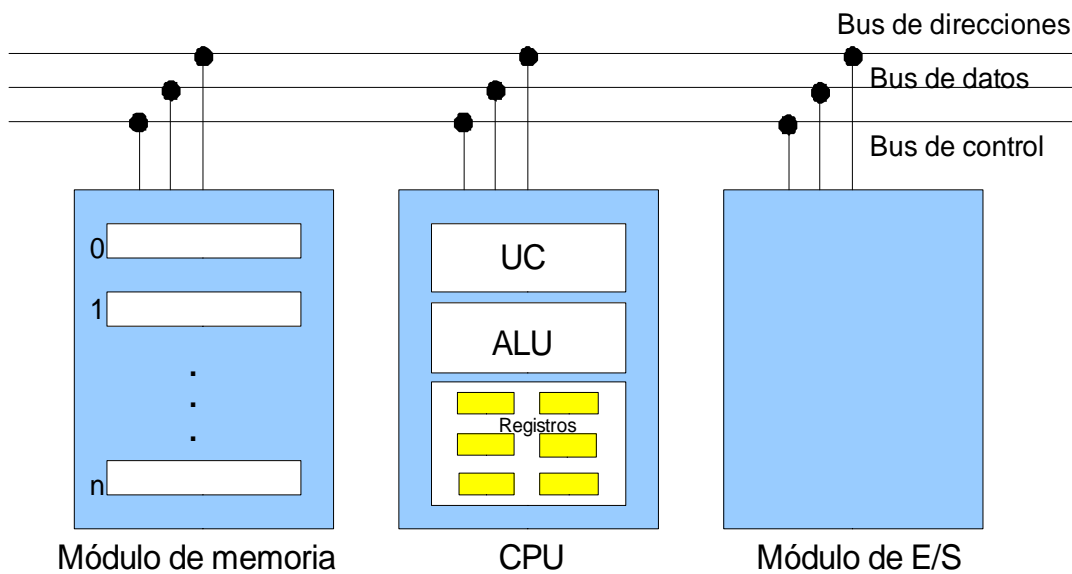 Bus de direcciones
Bus de datos
Bus de control
0
1
.
.
.
n
UC
ALU
Registros
Módulo de memoria
CPU
Módulo de E/S